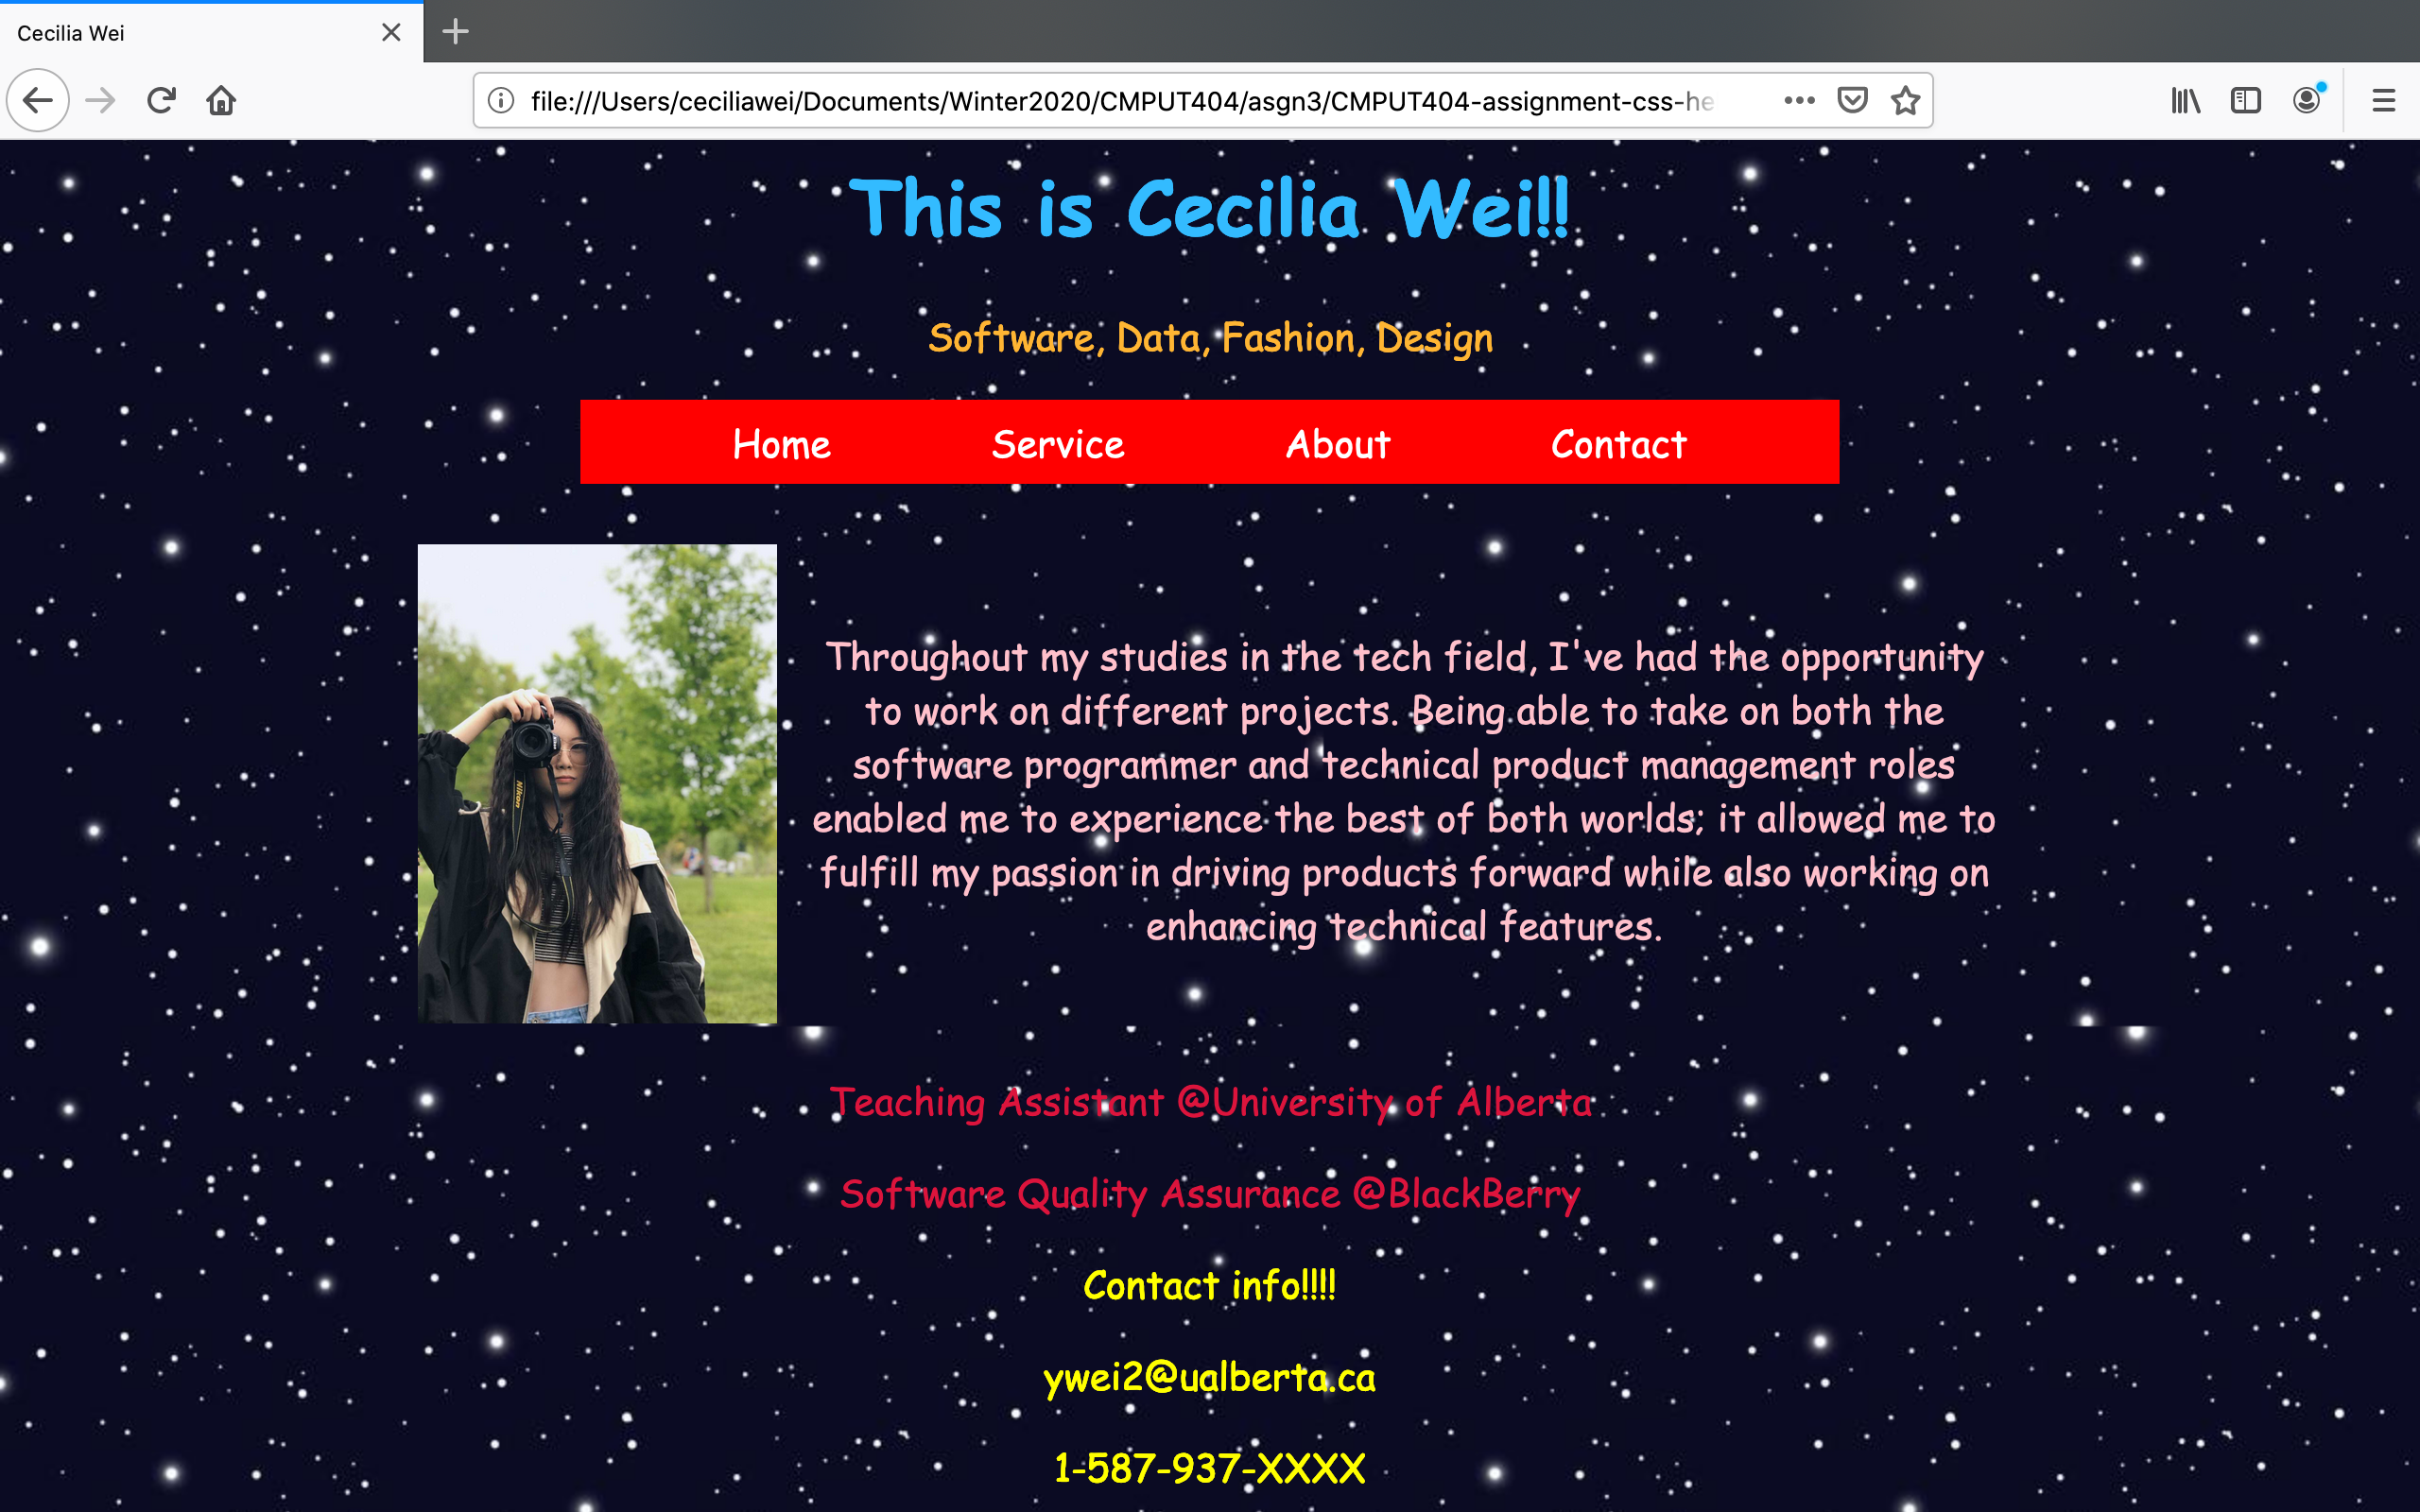 Cecilia Wei
file:///Users/ceciliawei/Documents/Winter2020/CMPUT404/asgn3/CMPUT404-assignment-css-he
This is Cecilia Wei!!
Software, Data, Fashion, Design
Home Service About Contact
Throughout my studies in the tech field, I've had the opportunity
to work on different projects. Being able to take on both the
software programmer and technical product management roles
enabled me to experience the best of both worlds; it allowed me to
fulfill my passion in driving products forward while also working on
enhancing technical features.
Nikon
Teaching Assistant @University of Alberta
Software Quality Assurance @BlackBerry
Contact info!!!!
ywei2@ualberta.ca
1-587-937-XXXX